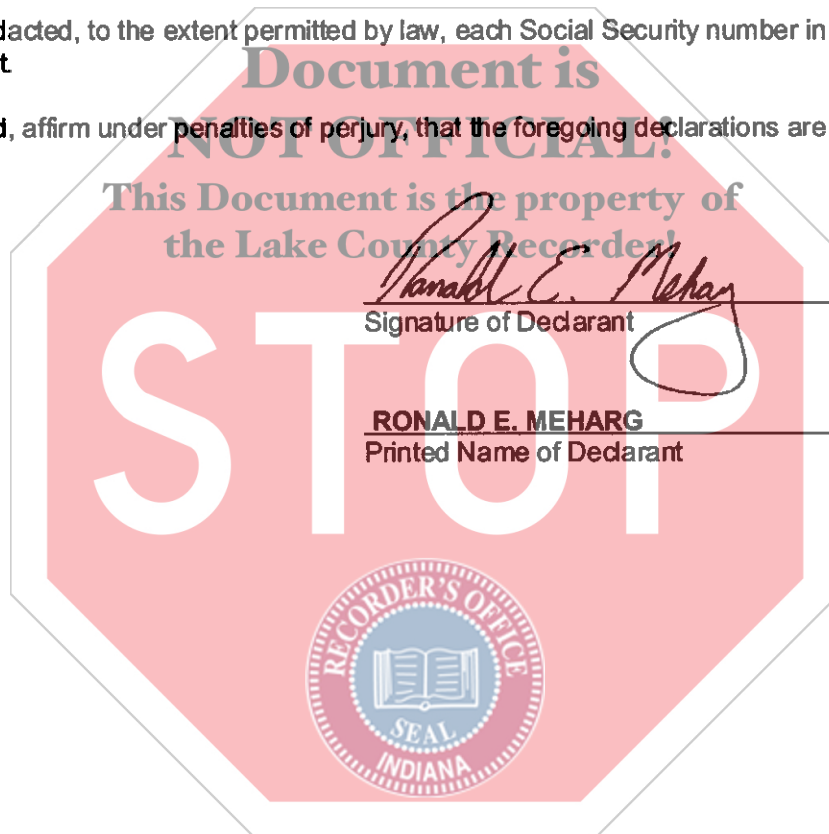 dacted, to the extent permitted by law, each Social Security number in
t.
Document is
d, affirm under penalties of perjury, that the foregoing declarations are
NOT OFFICIAL!
This Document is the property of
the Lake County Recorder!
Ronald E. Meharg
Signature of Declarant
STOP
RONALD E. MEHARG
Printed Name of Declarant
RECORDER'S OFFICE
SEAL
INDIANA